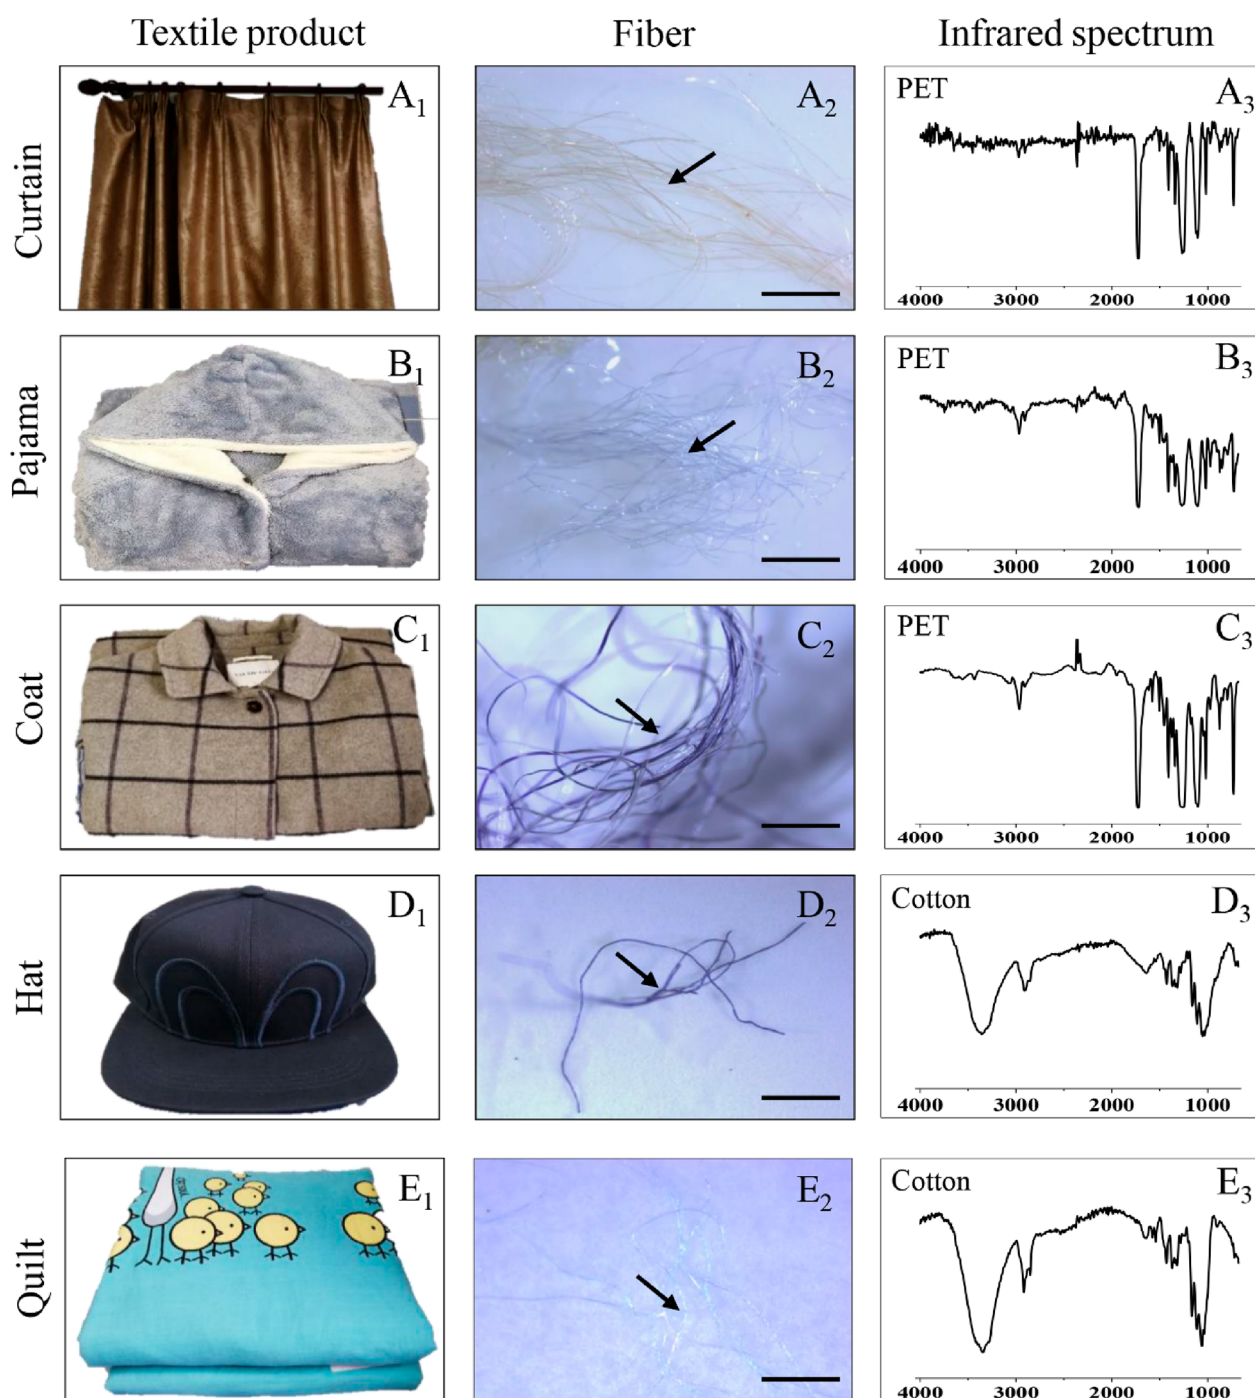 Textile product Fiber Infrared spectrum
Curtain
A1
A2
PET A3
4000 3000 2000 1000
Pajama
B1
B2
PET B3
4000 3000 2000 1000
Coat
C1
C2
PET C3
4000 3000 2000 1000
Hat
D1
D2
Cotton D3
4000 3000 2000 1000
Quilt
E1
E2
Cotton E3
4000 3000 2000 1000